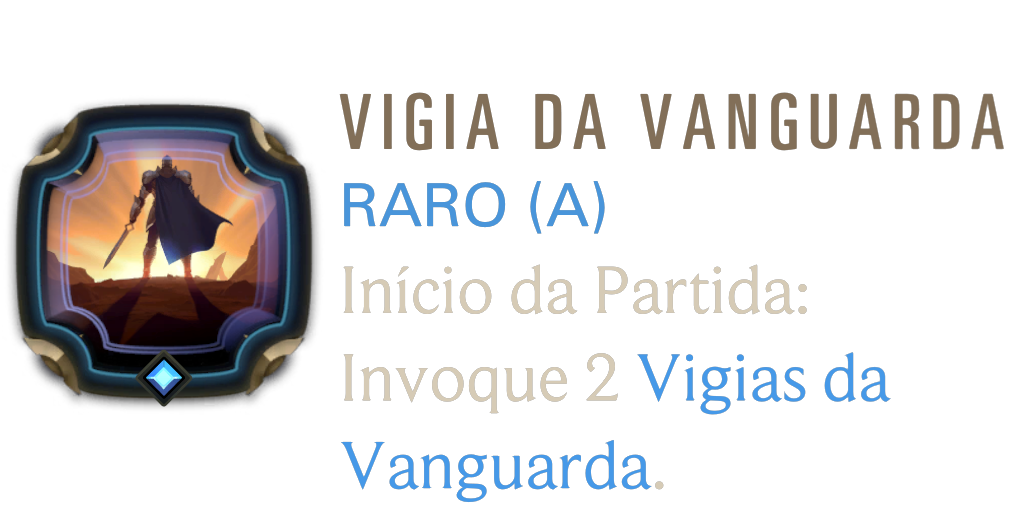 VIGIA DA VANGUARDA
RARO (A)
Início da Partida:
Invoque 2 Vigias da
Vanguarda.